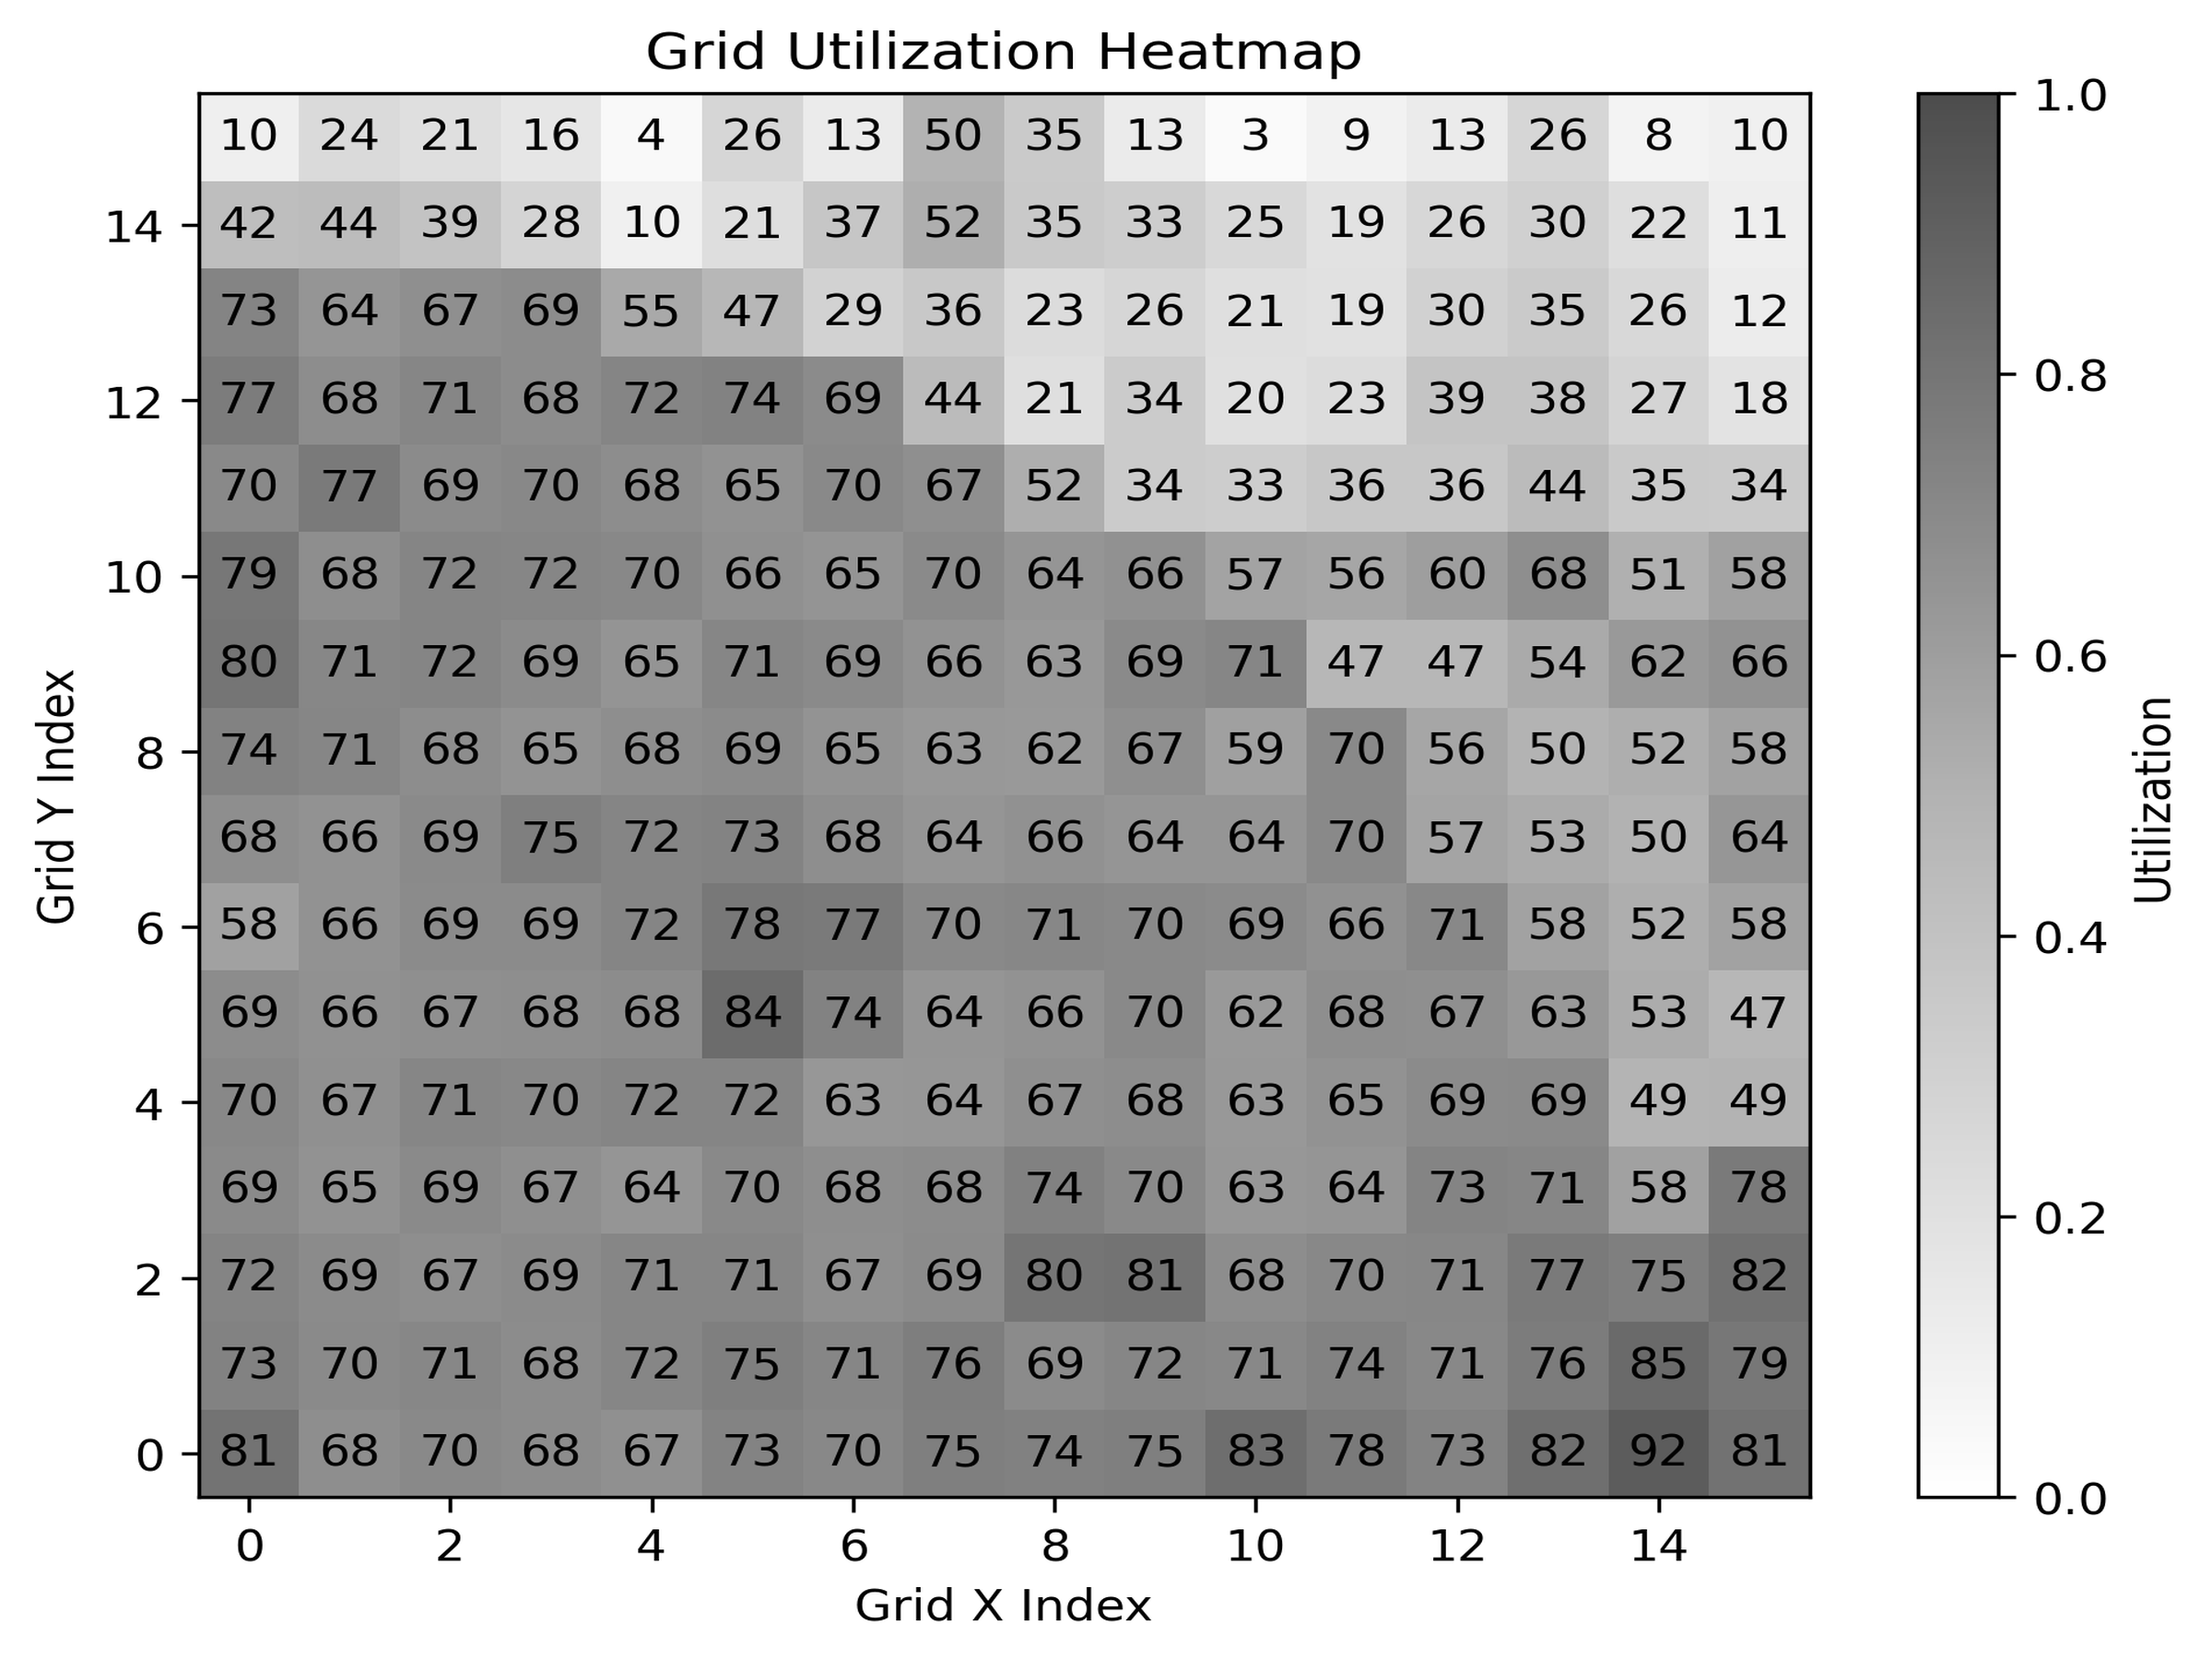 Grid Utilization Heatmap
10 24 21 16 4 26 13 50 35 13 3 9 13 26 8 10
14 42 44 39 28 10 21 37 52 35 33 25 19 26 30 22 11
73 64 67 69 55 47 29 36 23 26 21 19 30 35 26 12
12 77 68 71 68 72 74 69 44 21 34 20 23 39 38 27 18
70 77 69 70 68 65 70 67 52 34 33 36 36 44 35 34
10 79 68 72 72 70 66 65 70 64 66 57 56 60 68 51 58
80 71 72 69 65 71 69 66 63 69 71 47 47 54 62 66
8 74 71 68 65 68 69 65 63 62 67 59 70 56 50 52 58
68 66 69 75 72 73 68 64 66 64 64 70 57 53 50 64
6 58 66 69 69 72 78 77 70 71 70 69 66 71 58 52 58
69 66 67 68 68 84 74 64 66 70 62 68 67 63 53 47
4 70 67 71 70 72 72 63 64 67 68 63 65 69 69 49 49
69 65 69 67 64 70 68 68 74 70 63 64 73 71 58 78
2 72 69 67 69 71 71 67 69 80 81 68 70 71 77 75 82
73 70 71 68 72 75 71 76 69 72 71 74 71 76 85 79
0 81 68 70 68 67 73 70 75 74 75 83 78 73 82 92 81
0 2 4 6 8 10 12 14
Grid X Index
Grid Y Index
1.0
0.8
0.6
0.4
0.2
0.0
Utilization